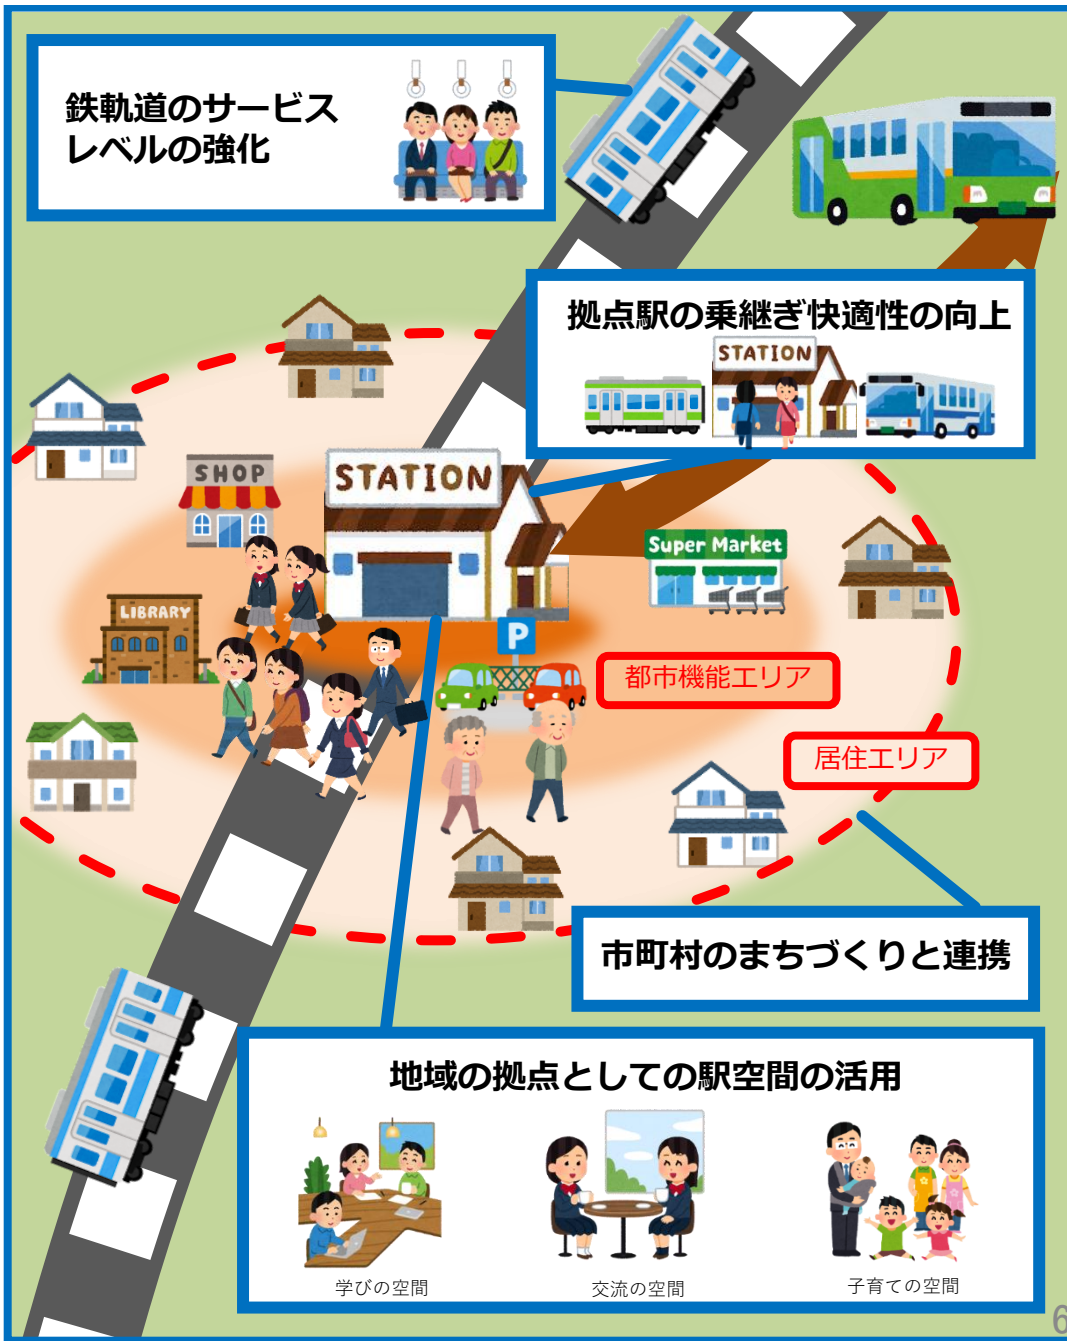 鉄軌道のサービス
レベルの強化
拠点駅の乗継ぎ快適性の向上
STATION
SHOP
STATION
Super Market
LIBRARY
P
都市機能エリア
居住エリア
市町村のまちづくりと連携
地域の拠点としての駅空間の活用
学びの空間
交流の空間
子育ての空間
6